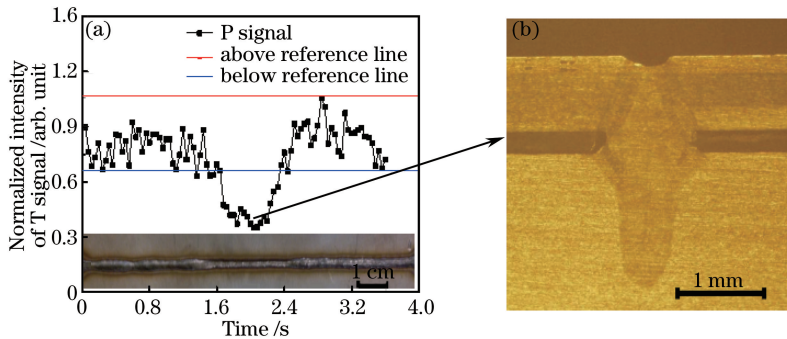 (a)
P signal
above reference line
below reference line
Normalized intensity
of T signal /arb. unit
1.6
1.2
0.9
0.6
0.3
0
0
0.8
1.6
2.4
3.2
4.0
Time /s
1 cm
(b)
1 mm